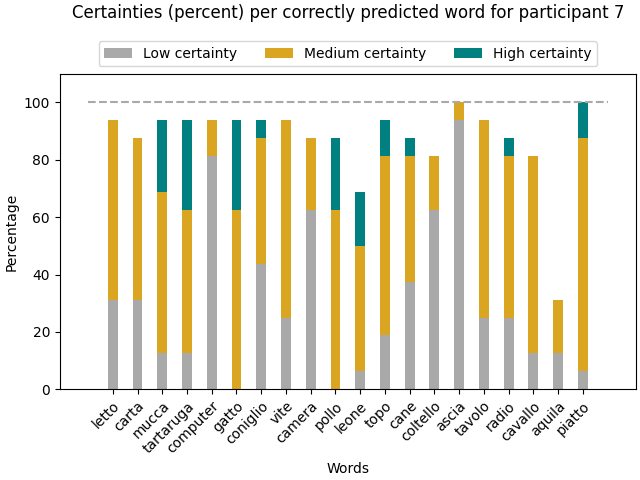 Certainties (percent) per correctly predicted word for participant 7
Low certainty Medium certainty High certainty
100
80
60
40
20
0
Percentage
letto carta mucca tartaruga computer gatto coniglio vite camera pollo leone topo cane coltello ascia tavolo radio cavallo aquila piatto
Words